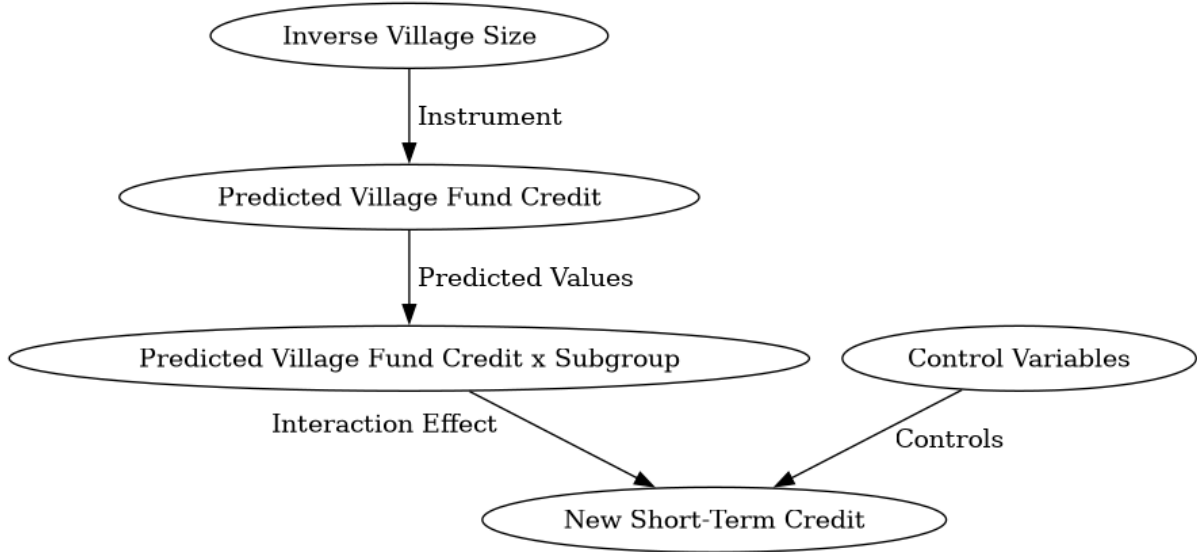 Inverse Village Size
Instrument
Predicted Village Fund Credit
Predicted Values
Predicted Village Fund Credit x Subgroup
Control Variables
Interaction Effect
Controls
New Short-Term Credit